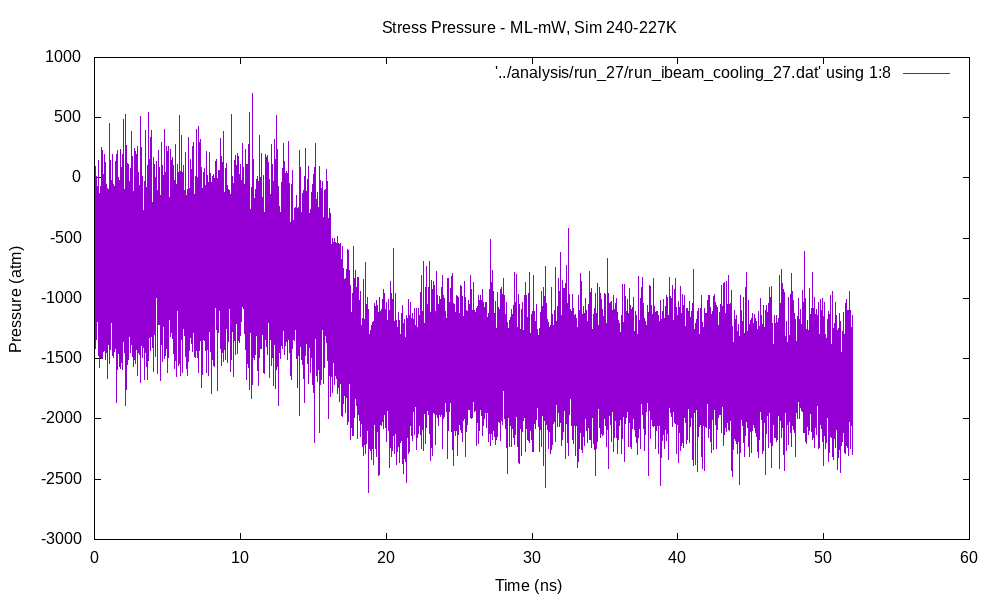 Stress Pressure - ML-mW, Sim 240-227K
'../analysis/run_27/run_ibeam_cooling_27.dat' using 1:8
1000
500
0
-500
-1000
-1500
-2000
-2500
-3000
Pressure (atm)
0 10 20 30 40 50 60
Time (ns)